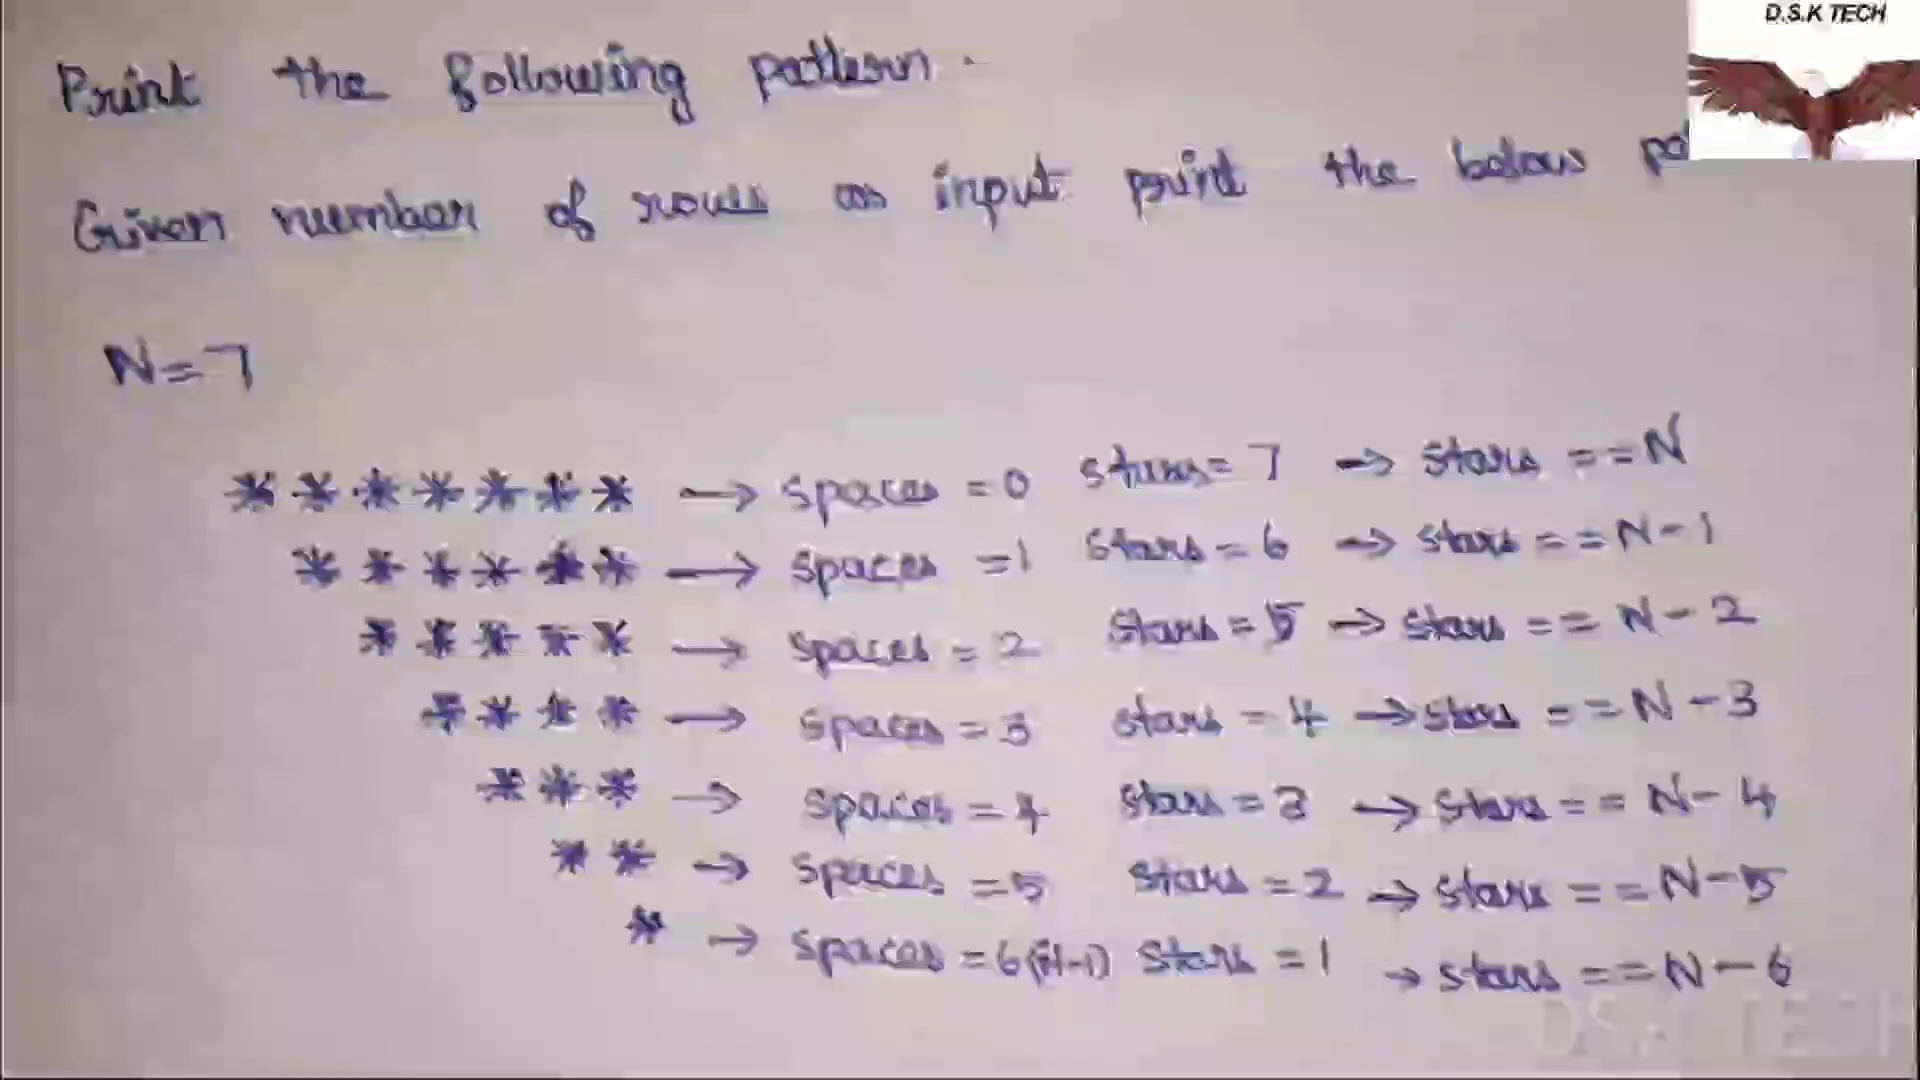 D.S.K TECH
Print the following pattern.
Given number of rows as input print the below pa
N=7
* * * * * * * → spaces =0 stars= 7 → stars ==N
* * * * * * → spaces =1 stars = 6 → stars ==N-1
* * * * * → spaces = 2 stars = 5 → stars == N-2
* * * * → spaces = 3 stars = 4 → stars ==N-3
* * * → spaces = 4 stars = 3 → stars == N-4
* * → spaces =5 stars =2 → stars ==N-5
* → spaces =6(N-1) stars =1 → stars ==N-6
D.S.K TECH